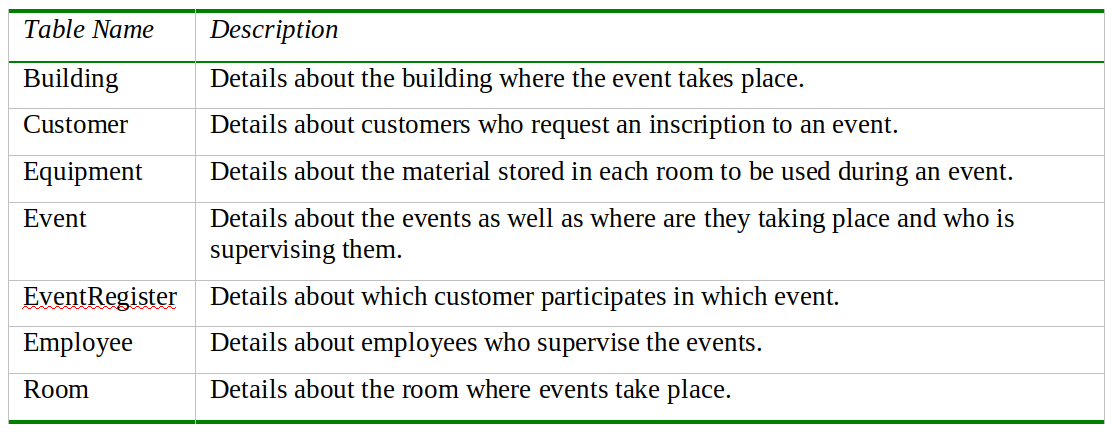 Table Name Description
Building Details about the building where the event takes place.
Customer Details about customers who request an inscription to an event.
Equipment Details about the material stored in each room to be used during an event.
Event Details about the events as well as where are they taking place and who is
supervising them.
EventRegister Details about which customer participates in which event.
Employee Details about employees who supervise the events.
Room Details about the room where events take place.